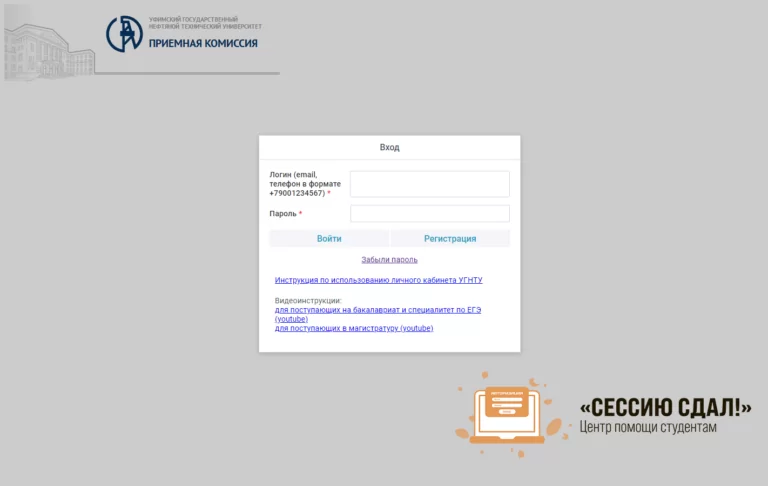 УФИМСКИЙ ГОСУДАРСТВЕННЫЙ
НЕФТЯНОЙ ТЕХНИЧЕСКИЙ УНИВЕРСИТЕТ
ПРИЕМНАЯ КОМИССИЯ
Вход
Логин (email,
телефон в формате
+79001234567) *
Пароль *
Войти
Регистрация
Забыли пароль
Инструкция по использованию личного кабинета УГНТУ
Видеоинструкции:
для поступающих на бакалавриат и специалитет по ЕГЭ
(youtube)
для поступающих в магистратуру (youtube)
«СЕССИЮ СДАЛ!»
Центр помощи студентам